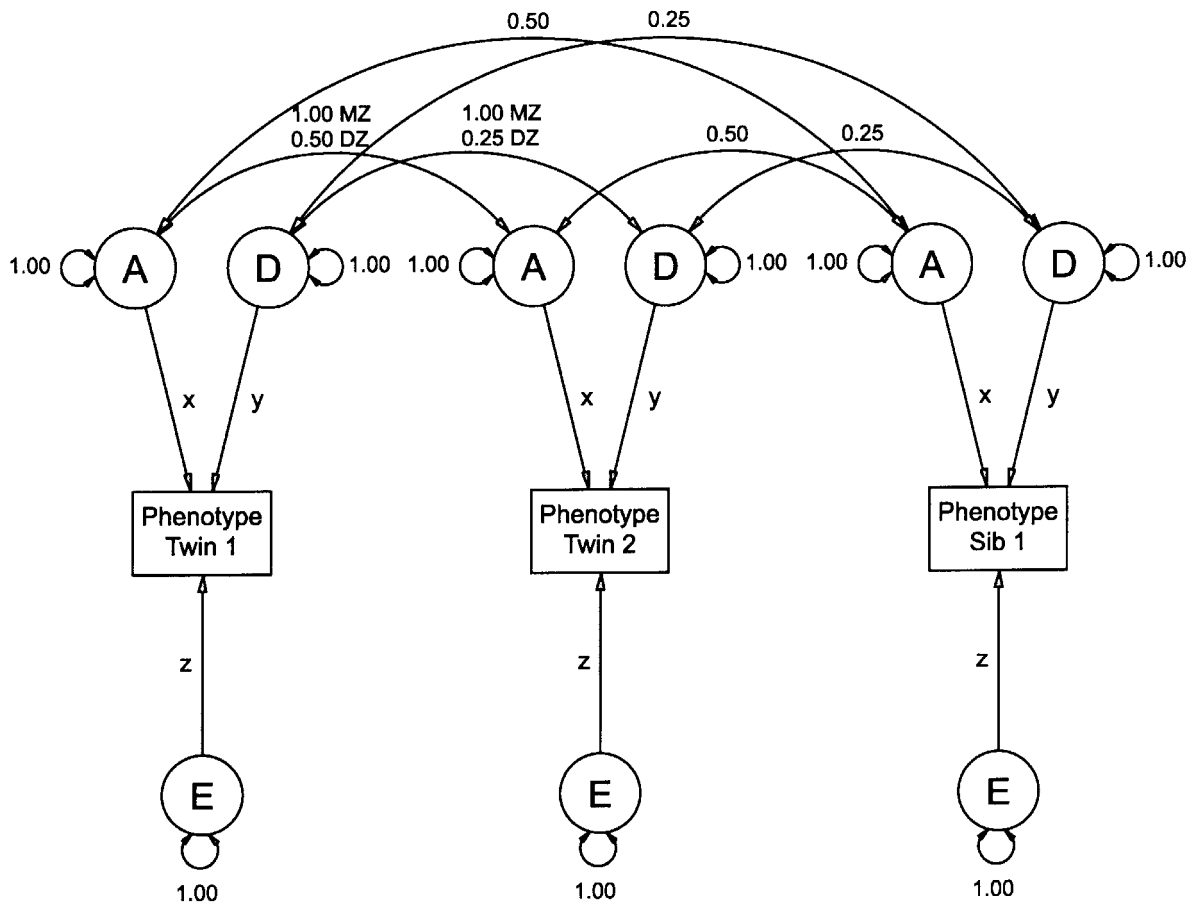 0.50
0.25
1.00 MZ
0.50 DZ
1.00 MZ
0.25 DZ
0.50
0.25
1.00
A
D
1.00
1.00
A
D
1.00
1.00
A
D
1.00
x
y
x
y
x
y
Phenotype
Twin 1
Phenotype
Twin 2
Phenotype
Sib 1
z
z
z
E
E
E
1.00
1.00
1.00